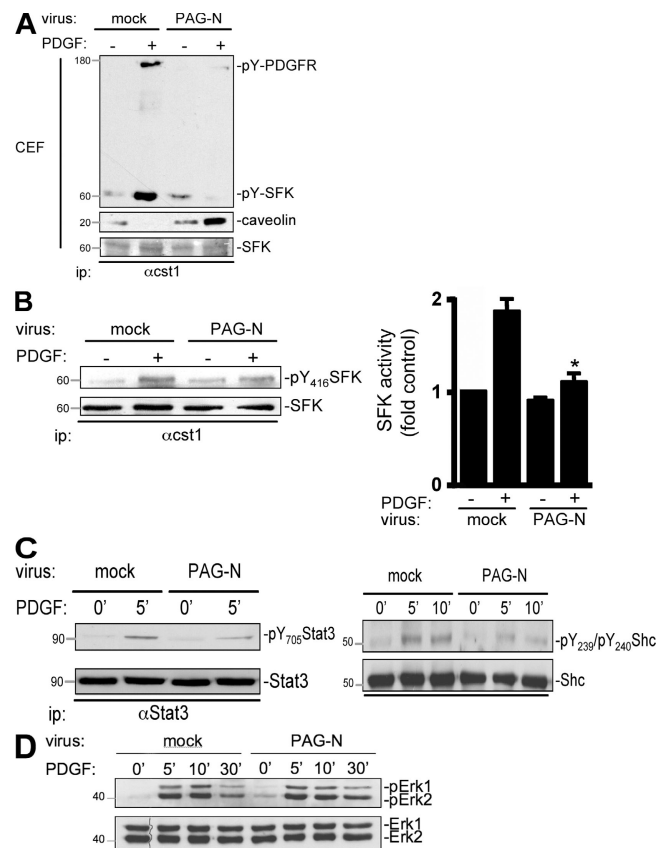 A
virus: mock PAG-N
PDGF: - + - +
180
-pY-PDGFR
CEF
60
-pY-SFK
20
-caveolin
60
-SFK
ip: αcst1
B
virus: mock PAG-N
PDGF: - + - +
60
-pY416SFK
60
-SFK
ip: αcst1
SFK activity
(fold control)
2
1
0
*
PDGF: - + - +
virus: mock PAG-N
C
virus: mock PAG-N
PDGF: 0' 5' 0' 5'
90
-pY705Stat3
90
-Stat3
ip: αStat3
mock PAG-N
0' 5' 10' 0' 5' 10'
50
-pY239/pY240Shc
50
-Shc
D
virus: mock PAG-N
PDGF: 0' 5' 10' 30' 0' 5' 10' 30'
-pErk1
40
-pErk2
-Erk1
40
-Erk2